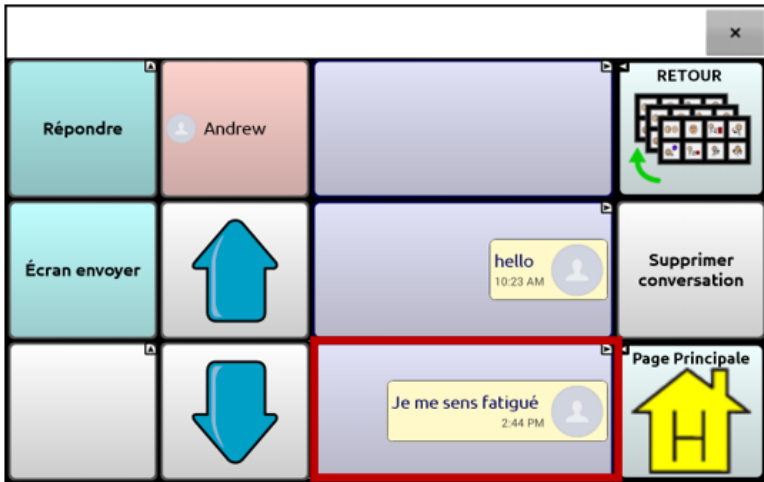 ×
Répondre
Andrew
RETOUR
Écran envoyer
hello
10:23 AM
Supprimer
conversation
Je me sens fatigué
2:44 PM
Page Principale
H